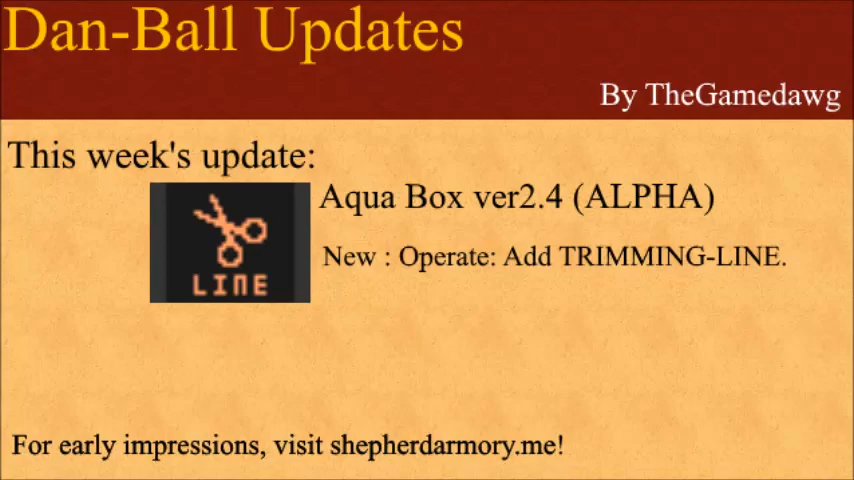 Dan-Ball Updates
By TheGamedawg
This week's update:
Aqua Box ver2.4 (ALPHA)
New : Operate: Add TRIMMING-LINE.
LINE
For early impressions, visit shepherdarmory.me!